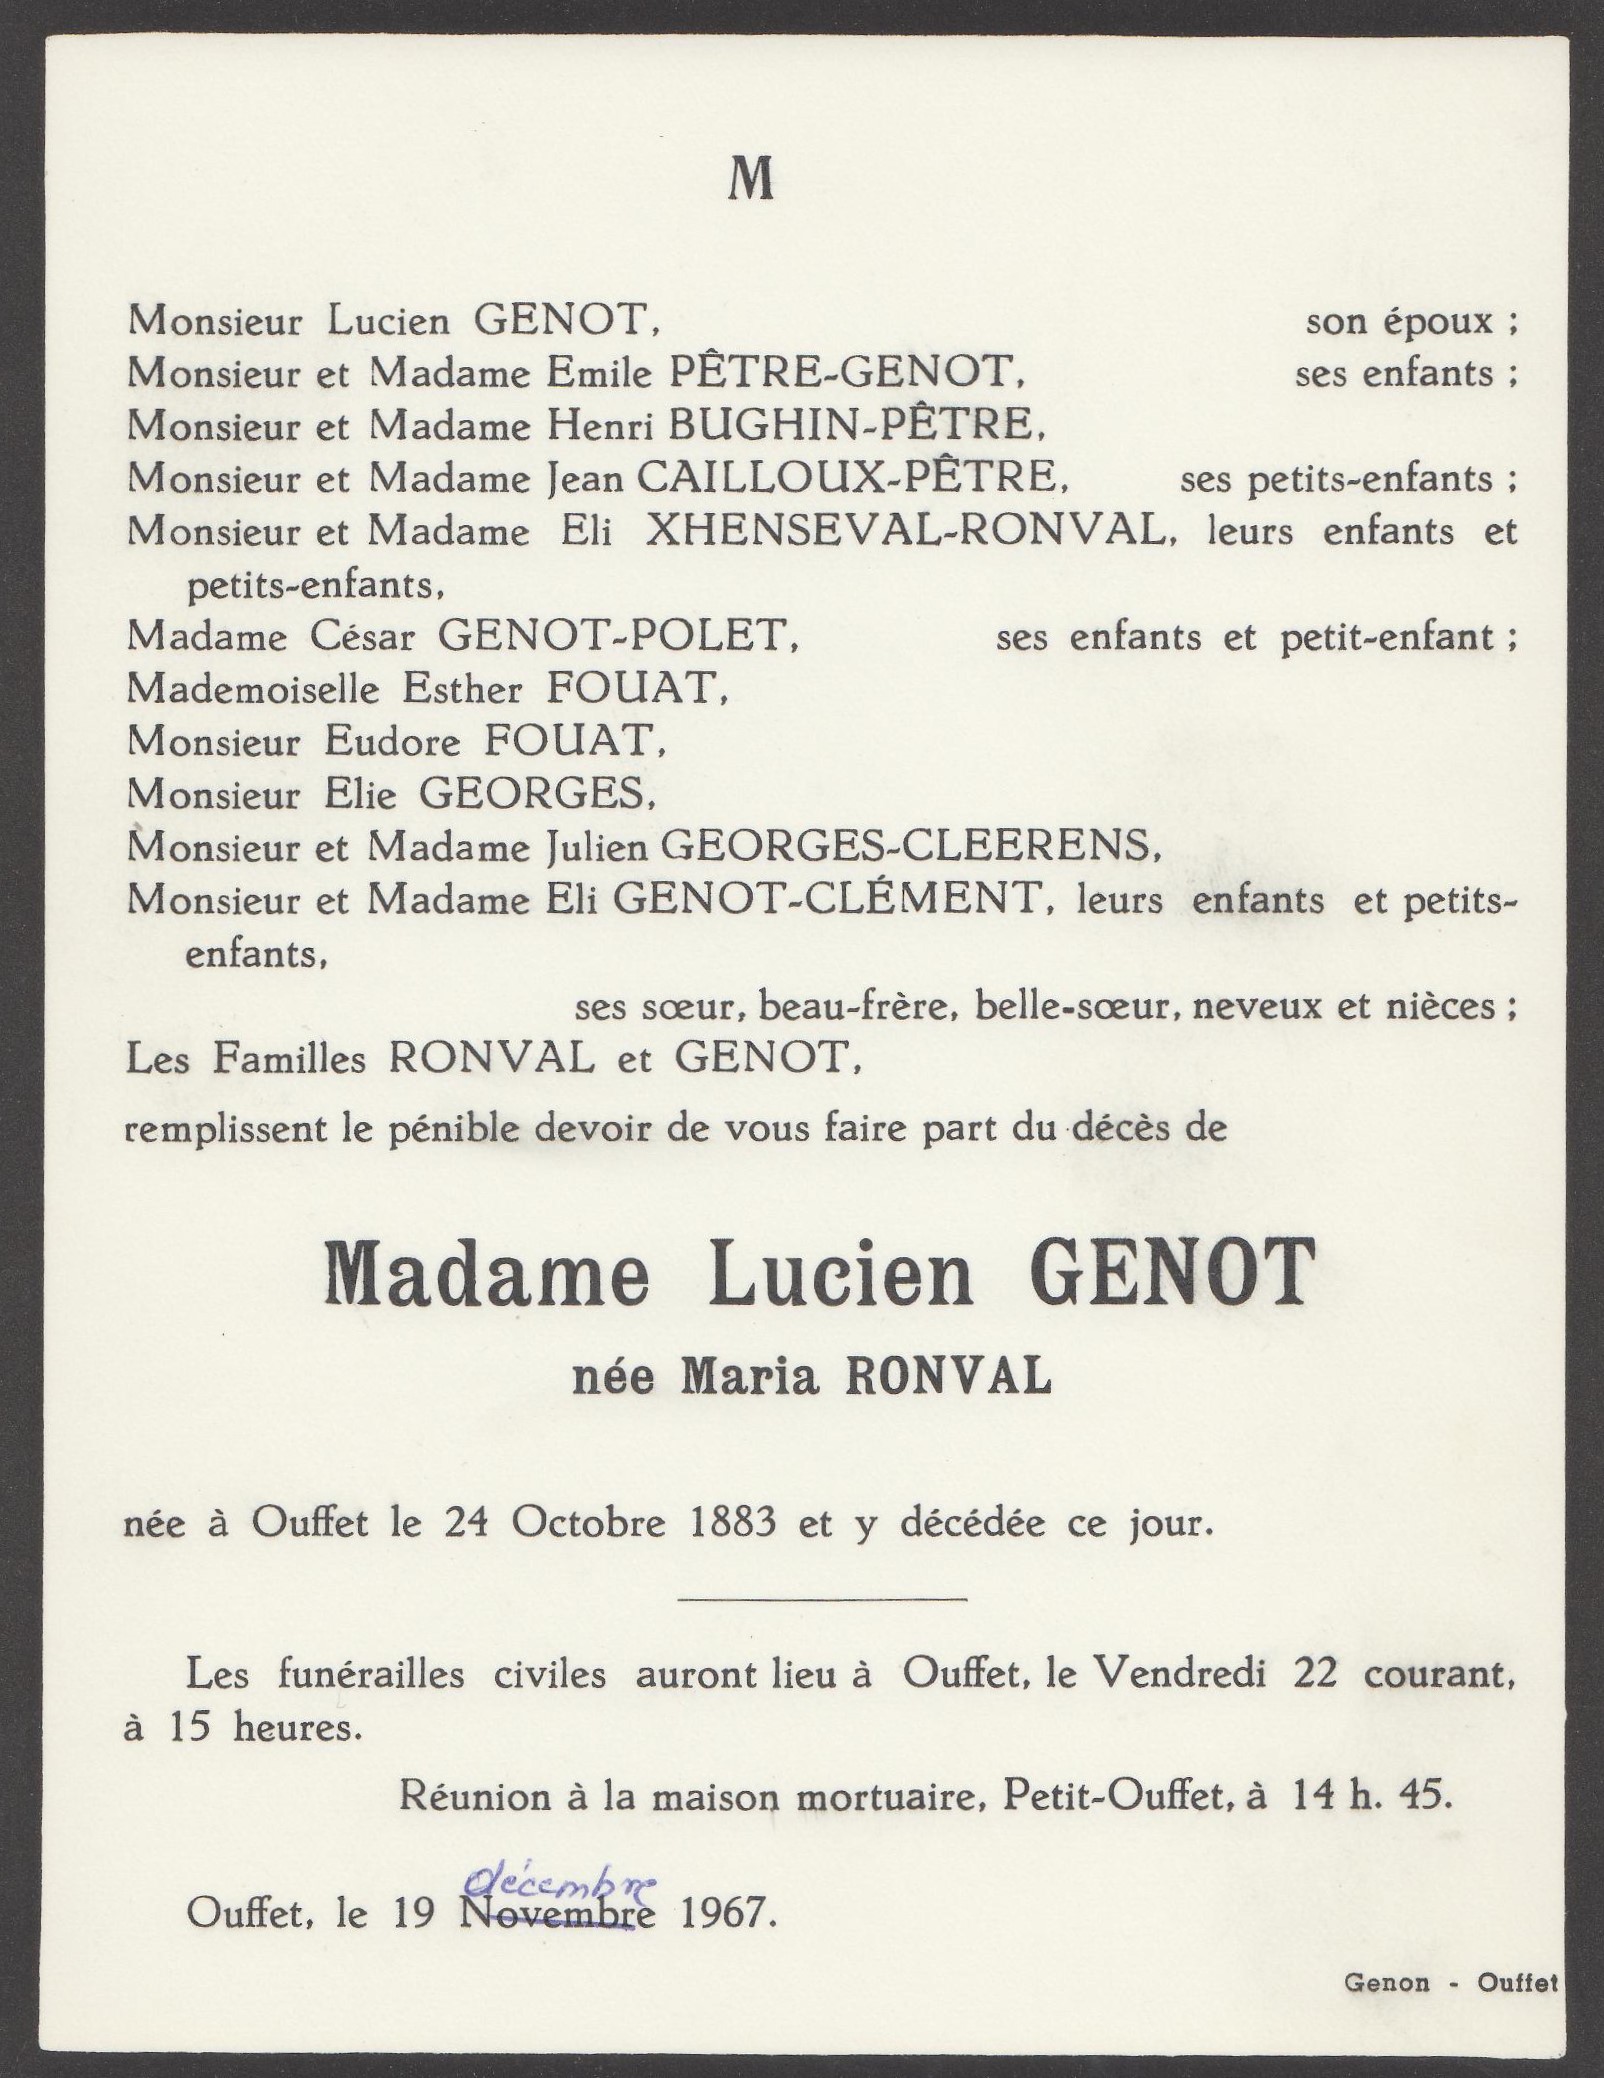 M
Monsieur Lucien GENOT, son époux ;
Monsieur et Madame Emile PÊTRE-GENOT, ses enfants ;
Monsieur et Madame Henri BUGHIN-PÊTRE,
Monsieur et Madame Jean CAILLOUX-PÊTRE, ses petits-enfants ;
Monsieur et Madame Eli XHENSEVAL-RONVAL, leurs enfants et
petits-enfants,
Madame César GENOT-POLET, ses enfants et petit-enfant ;
Mademoiselle Esther FOUAT,
Monsieur Eudore FOUAT,
Monsieur Elie GEORGES,
Monsieur et Madame Julien GEORGES-CLEERENS,
Monsieur et Madame Eli GENOT-CLÉMENT, leurs enfants et petits-
enfants,
ses sœur, beau-frère, belle-sœur, neveux et nièces ;
Les Familles RONVAL et GENOT,
remplissent le pénible devoir de vous faire part du décès de
Madame Lucien GENOT
née Maria RONVAL
née à Ouffet le 24 Octobre 1883 et y décédée ce jour.
Les funérailles civiles auront lieu à Ouffet, le Vendredi 22 courant,
à 15 heures.
Réunion à la maison mortuaire, Petit-Ouffet, à 14 h. 45.
décembre
Ouffet, le 19 Novembre 1967.
Genon - Ouffet